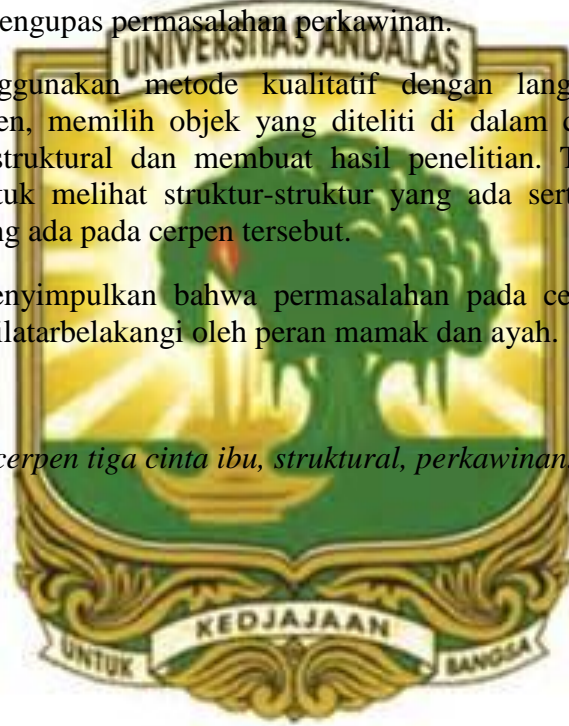 engupas permasalahan perkawinan.
UNIVERSITAS ANDALAS
ggunakan metode kualitatif dengan lang
en, memilih objek yang diteliti di dalam
struktural dan membuat hasil penelitian. T
tuk melihat struktur-struktur yang ada sert
ng ada pada cerpen tersebut.
enyimpulkan bahwa permasalahan pada ce
ilatarbelakangi oleh peran mamak dan ayah.
cerpen tiga cinta ibu, struktural, perkawinan
KEDJAJAAN
UNTUK BANGSA